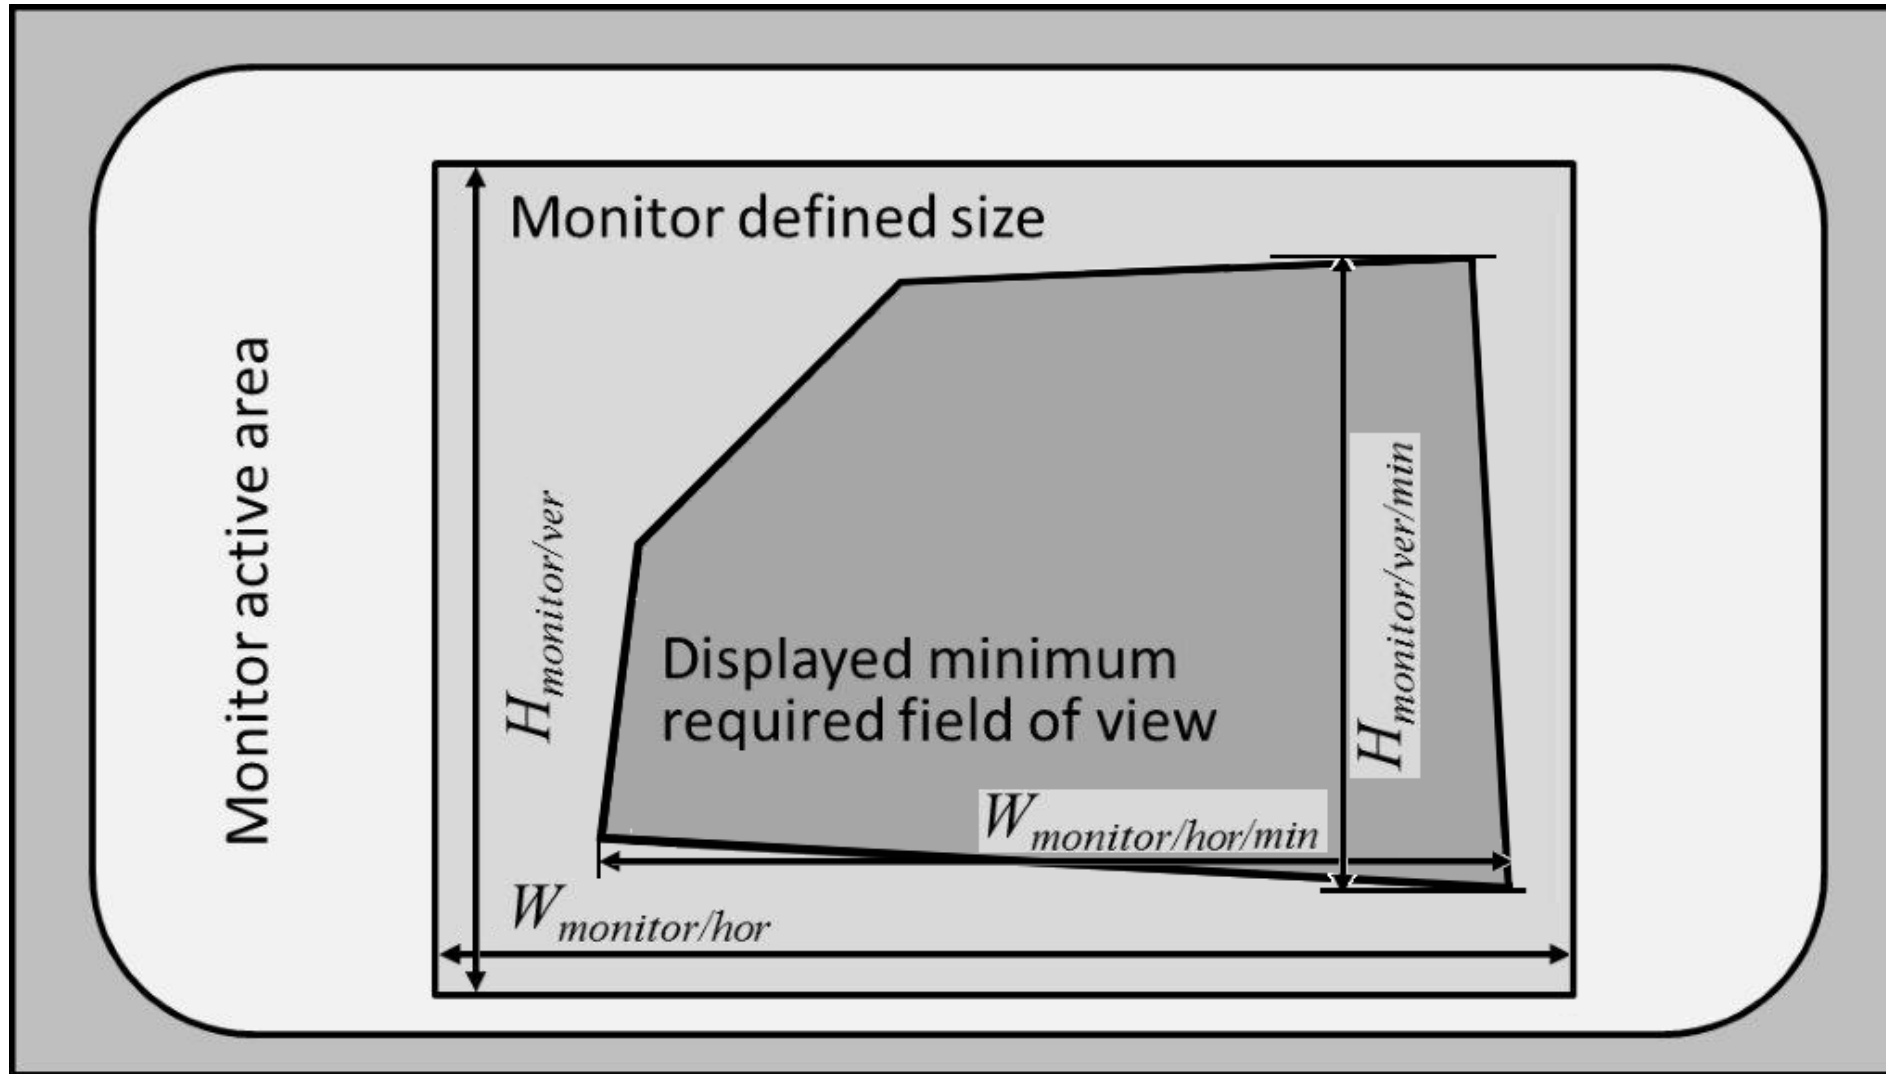 Monitor active area
Monitor defined size
H monitor/ver
Displayed minimum
required field of view
H monitor/ver/min
W monitor/hor/min
W monitor/hor